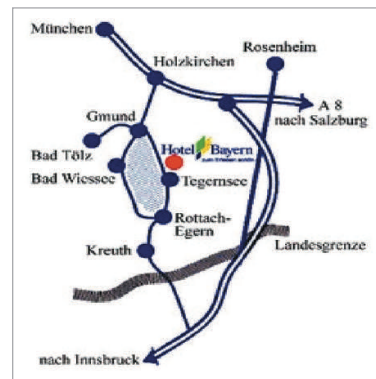 München
Rosenheim
Holzkirchen
A 8
nach Salzburg
Gmund
Hotel Bayern
Bad Tölz
Bad Wiessee
Tegernsee
Rottach-
Egern
Kreuth
Landesgrenze
nach Innsbruck